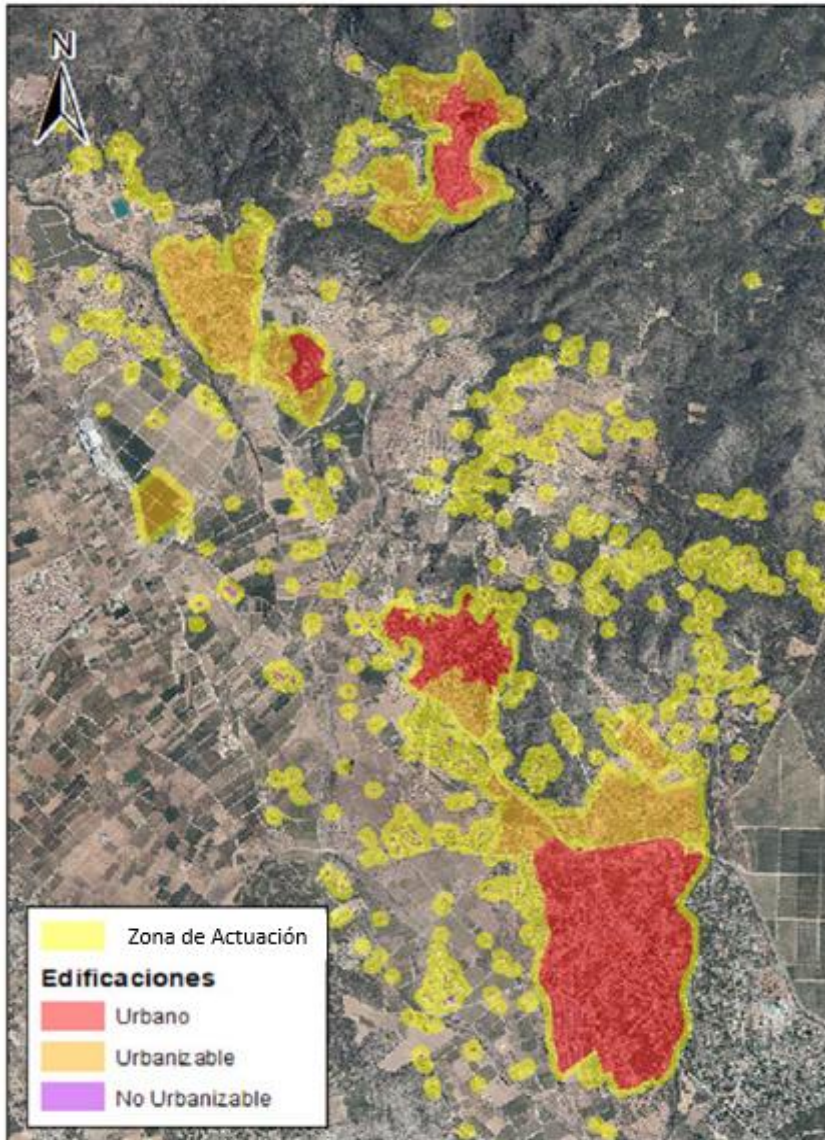 N
Zona de Actuación
Edificaciones
Urbano
Urbanizable
No Urbanizable